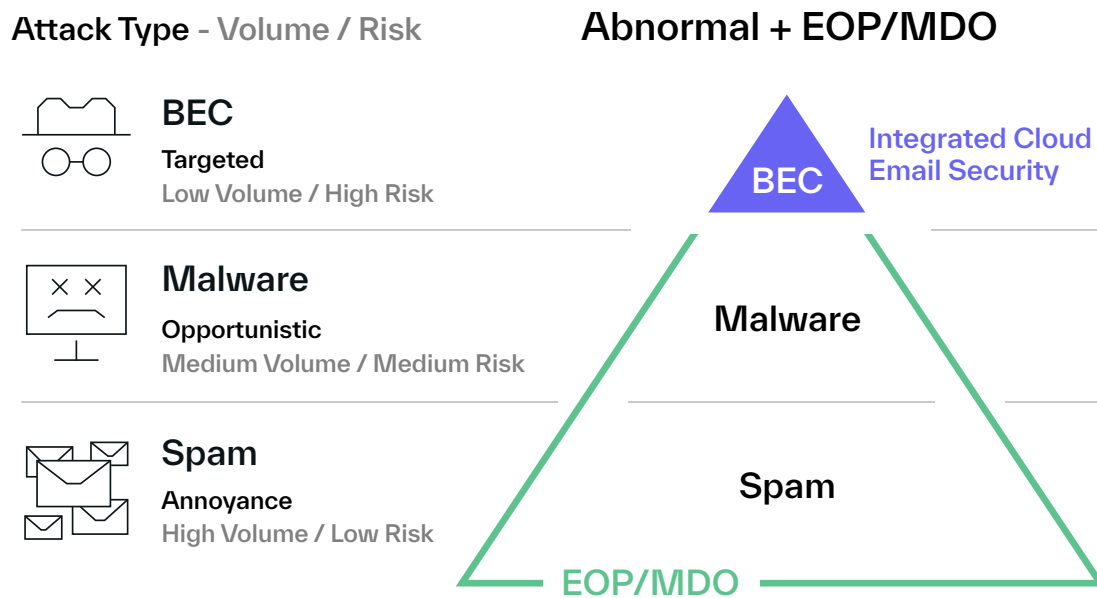 Attack Type - Volume / Risk
Abnormal + EOP/MDO
BEC
Targeted
Low Volume / High Risk
BEC
Integrated Cloud
Email Security
Malware
Opportunistic
Medium Volume / Medium Risk
Malware
Spam
Annoyance
High Volume / Low Risk
Spam
EOP/MDO